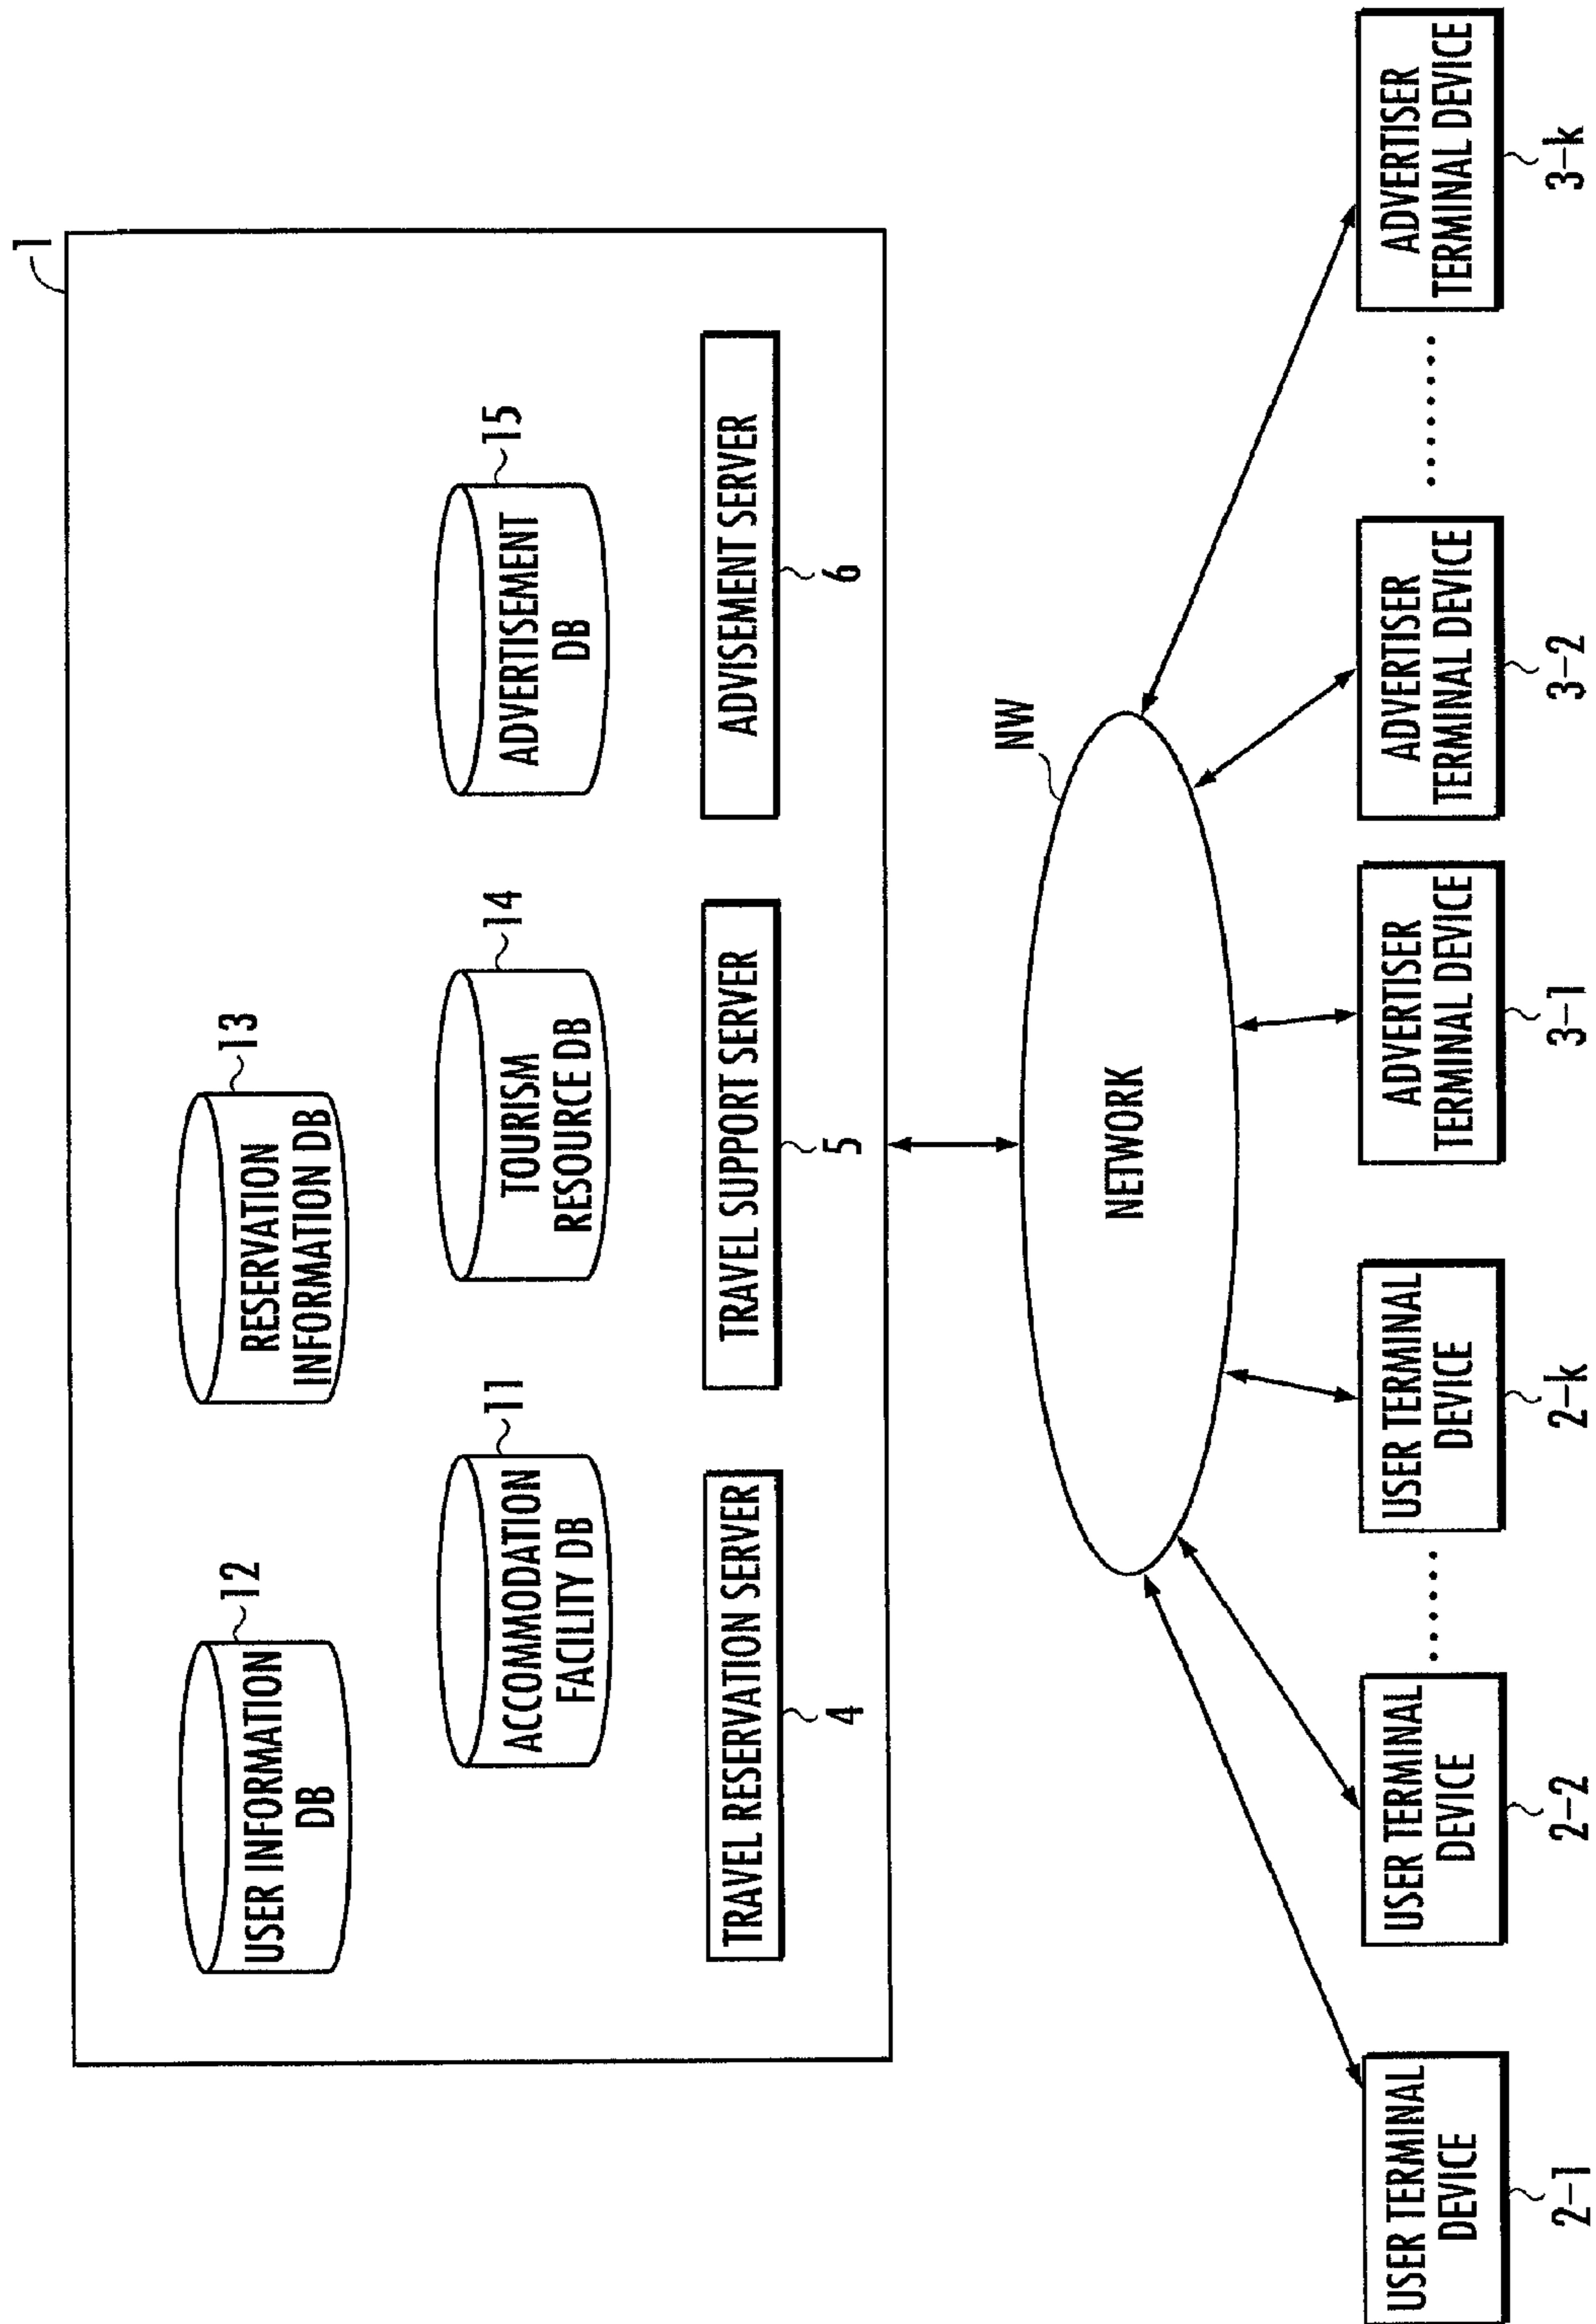 1
12
USER INFORMATION
DB
13
RESERVATION
INFORMATION DB
11
ACCOMMODATION
FACILITY DB
14
TOURISM
RESOURCE DB
15
ADVERTISEMENT
DB
TRAVEL RESERVATION SERVER
4
TRAVEL SUPPORT SERVER
5
ADVISEMENT SERVER
6
NW
NETWORK
USER TERMINAL
DEVICE
2-1
USER TERMINAL
DEVICE
2-2
......
USER TERMINAL
DEVICE
2-k
ADVERTISER
TERMINAL DEVICE
3-1
ADVERTISER
TERMINAL DEVICE
3-2
........
ADVERTISER
TERMINAL DEVICE
3-k